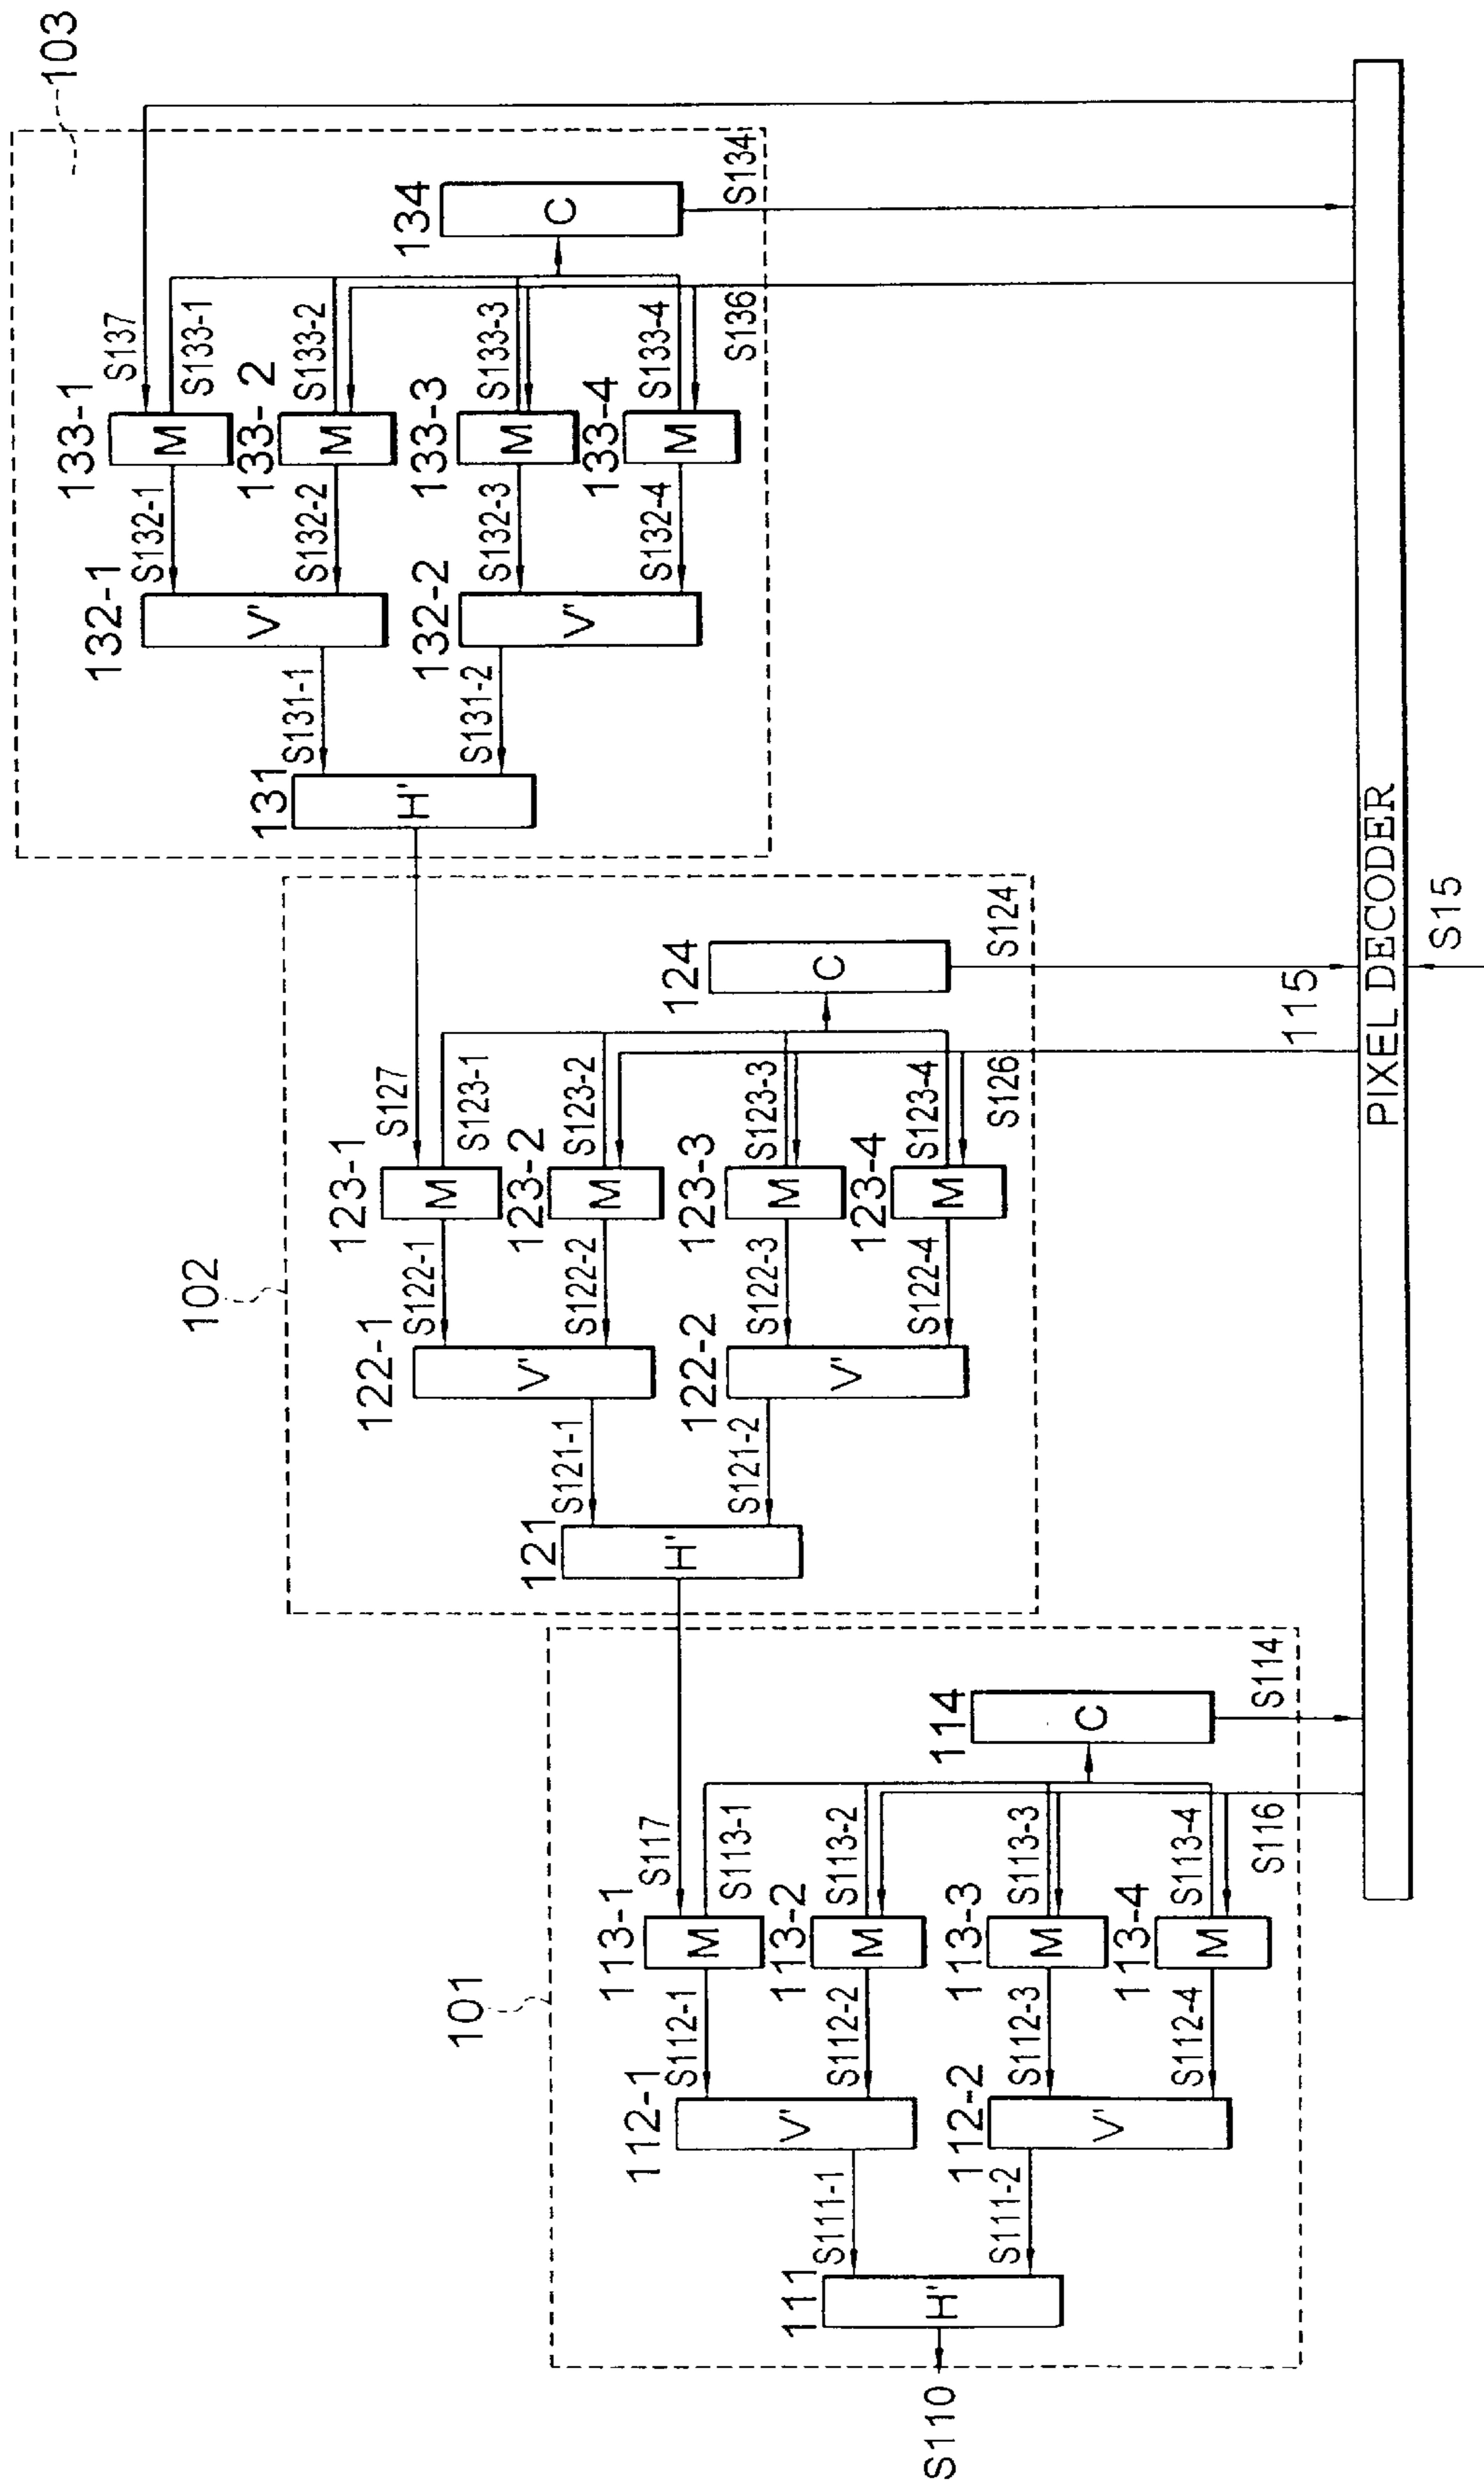 103
134
C
S134
S137
S133-1
S133-2
S133-3
S133-4
S136
133-1
M
133-2
M
133-3
M
133-4
M
S132-1
S132-2
S132-3
S132-4
132-1
V'
132-2
V'
S131-1
S131-2
131
H'
102
124
C
S124
S127
S123-1
S123-2
S123-3
S123-4
S126
123-1
M
123-2
M
123-3
M
123-4
M
S122-1
S122-2
S122-3
S122-4
122-1
V'
122-2
V'
S121-1
S121-2
121
H'
101
114
C
S114
S117
S113-1
S113-2
S113-3
S113-4
S116
113-1
M
113-2
M
113-3
M
113-4
M
S112-1
S112-2
S112-3
S112-4
112-1
V'
112-2
V'
S111-1
S111-2
111
H'
S110
115
PIXEL DECODER
S15